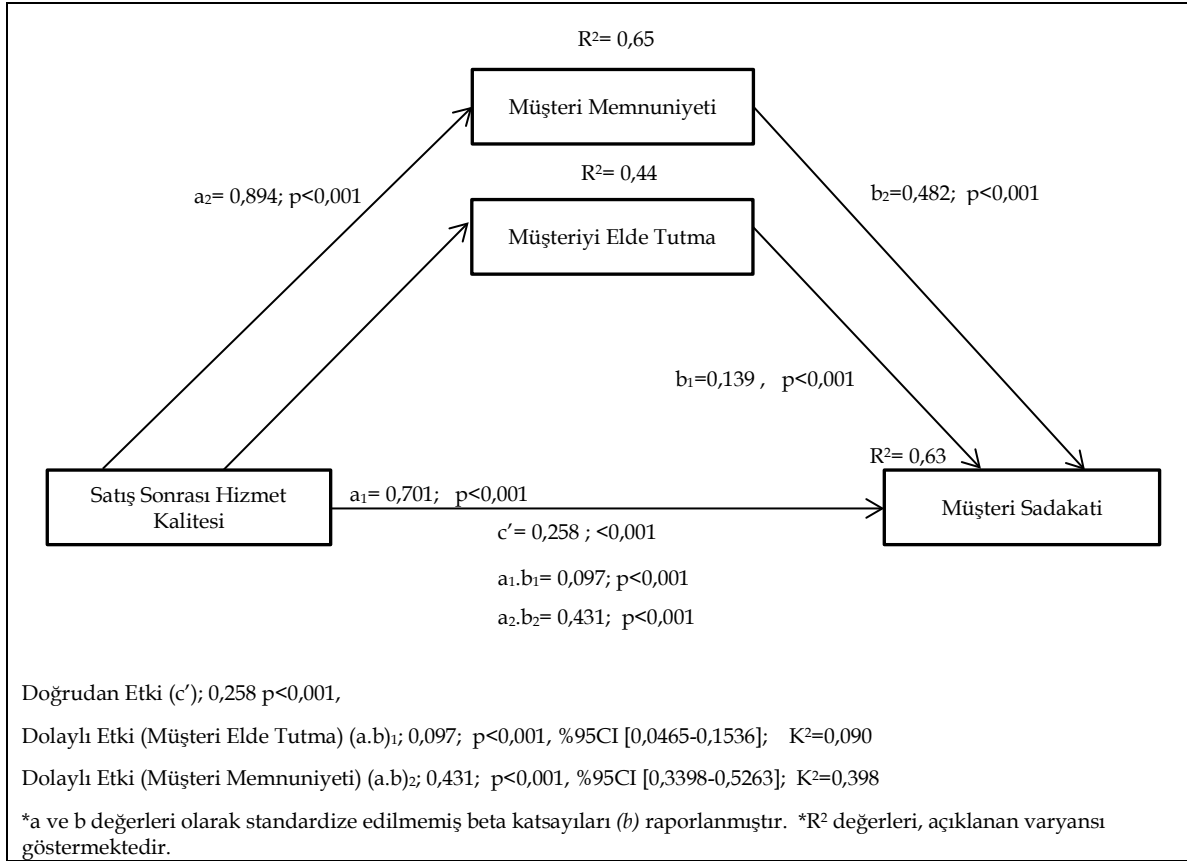 R²= 0,65
Müşteri Memnuniyeti
a₂= 0,894; p<0,001
R²= 0,44
b₂=0,482; p<0,001
Müşteriyi Elde Tutma
b₁=0,139 , p<0,001
R²= 0,63
Satış Sonrası Hizmet
Kalitesi
a₁= 0,701; p<0,001
Müşteri Sadakati
c′= 0,258 ; <0,001
a₁.b₁= 0,097; p<0,001
a₂.b₂= 0,431; p<0,001
Doğrudan Etki (c′); 0,258 p<0,001,
Dolaylı Etki (Müşteri Elde Tutma) (a.b)₁; 0,097; p<0,001, %95CI [0,0465-0,1536]; K²=0,090
Dolaylı Etki (Müşteri Memnuniyeti) (a.b)₂; 0,431; p<0,001, %95CI [0,3398-0,5263]; K²=0,398
*a ve b değerleri olarak standardize edilmemiş beta katsayıları (b) raporlanmıştır. *R² değerleri, açıklanan varyansı
göstermektedir.